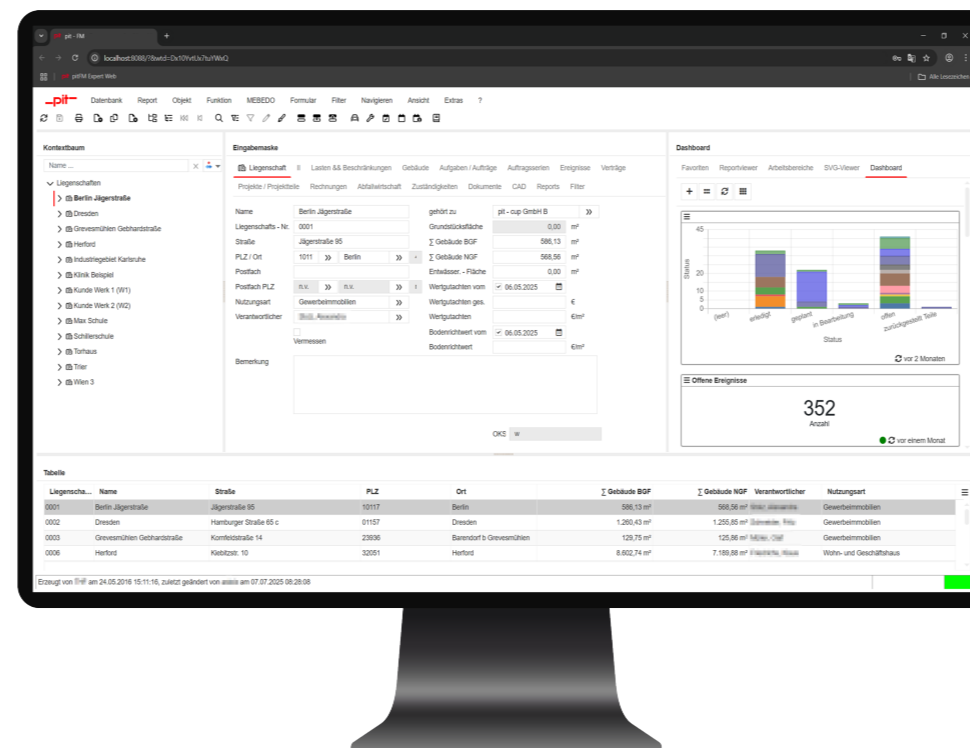 pit - FM
localhost:8088/?&wtd=Dx10YvtUx7tuYWxQ
pitFM Expert Web
Alle Lesezeichen
pit Datenbank Report Objekt Funktion MEBEDO Formular Filter Navigieren Ansicht Extras ?
Kontextbaum
Name ...
Liegenschaften
Berlin Jägerstraße
Dresden
Grevesmühlen Gebhardstraße
Herford
Industriegebiet Karlsruhe
Klinik Beispiel
Kunde Werk 1 (W1)
Kunde Werk 2 (W2)
Max Schule
Schillerschule
Torhaus
Trier
Wien 3
Eingabemaske
Liegenschaft Lasten && Beschränkungen Gebäude Aufgaben / Aufträge Auftragsserien Ereignisse Verträge
Projekte / Projektteile Rechnungen Abfallwirtschaft Zuständigkeiten Dokumente CAD Reports Filter
Name Berlin Jägerstraße gehört zu pit - cup GmbH B
Liegenschafts - Nr. 0001 Grundstücksfläche 0,00 m²
Straße Jägerstraße 95 ∑ Gebäude BGF 586,13 m²
PLZ / Ort 1011 Berlin ∑ Gebäude NGF 568,56 m²
Postfach Entwässer. - Fläche 0,00 m²
Postfach PLZ n.v. n.v. Wertgutachten vom 06.05.2025
Nutzungsart Gewerbeimmobilien Wertgutachten ges. €
Verantwortlicher Wertgutachten €/m²
Vermessen Bodenrichtwert vom 06.05.2025
Bodenrichtwert €/m²
Bemerkung
OKS w
Dashboard
Favoriten Reportviewer Arbeitsbereiche SVG-Viewer Dashboard
45
20
10
5
0
Status
(leer) erledigt geplant in Bearbeitung offen zurückgestellt Teile
Status
vor 2 Monaten
Offene Ereignisse
352
Anzahl
vor einem Monat
Tabelle
Liegenscha... Name Straße PLZ Ort ∑ Gebäude BGF ∑ Gebäude NGF Verantwortlicher Nutzungsart
0001 Berlin Jägerstraße Jägerstraße 95 10117 Berlin 586,13 m² 568,56 m² Gewerbeimmobilien
0002 Dresden Hamburger Straße 65 c 01157 Dresden 1.260,43 m² 1.255,85 m² Gewerbeimmobilien
0003 Grevesmühlen Gebhardstraße Kornfeldstraße 14 23936 Barendorf b Grevesmühlen 129,75 m² 125,86 m² Gewerbeimmobilien
0006 Herford Kiebitzstr. 10 32051 Herford 8.602,74 m² 7.189,88 m² Wohn- und Geschäftshaus
Erzeugt von am 24.05.2016 15:11:16, zuletzt geändert von am 07.07.2025 08:28:08